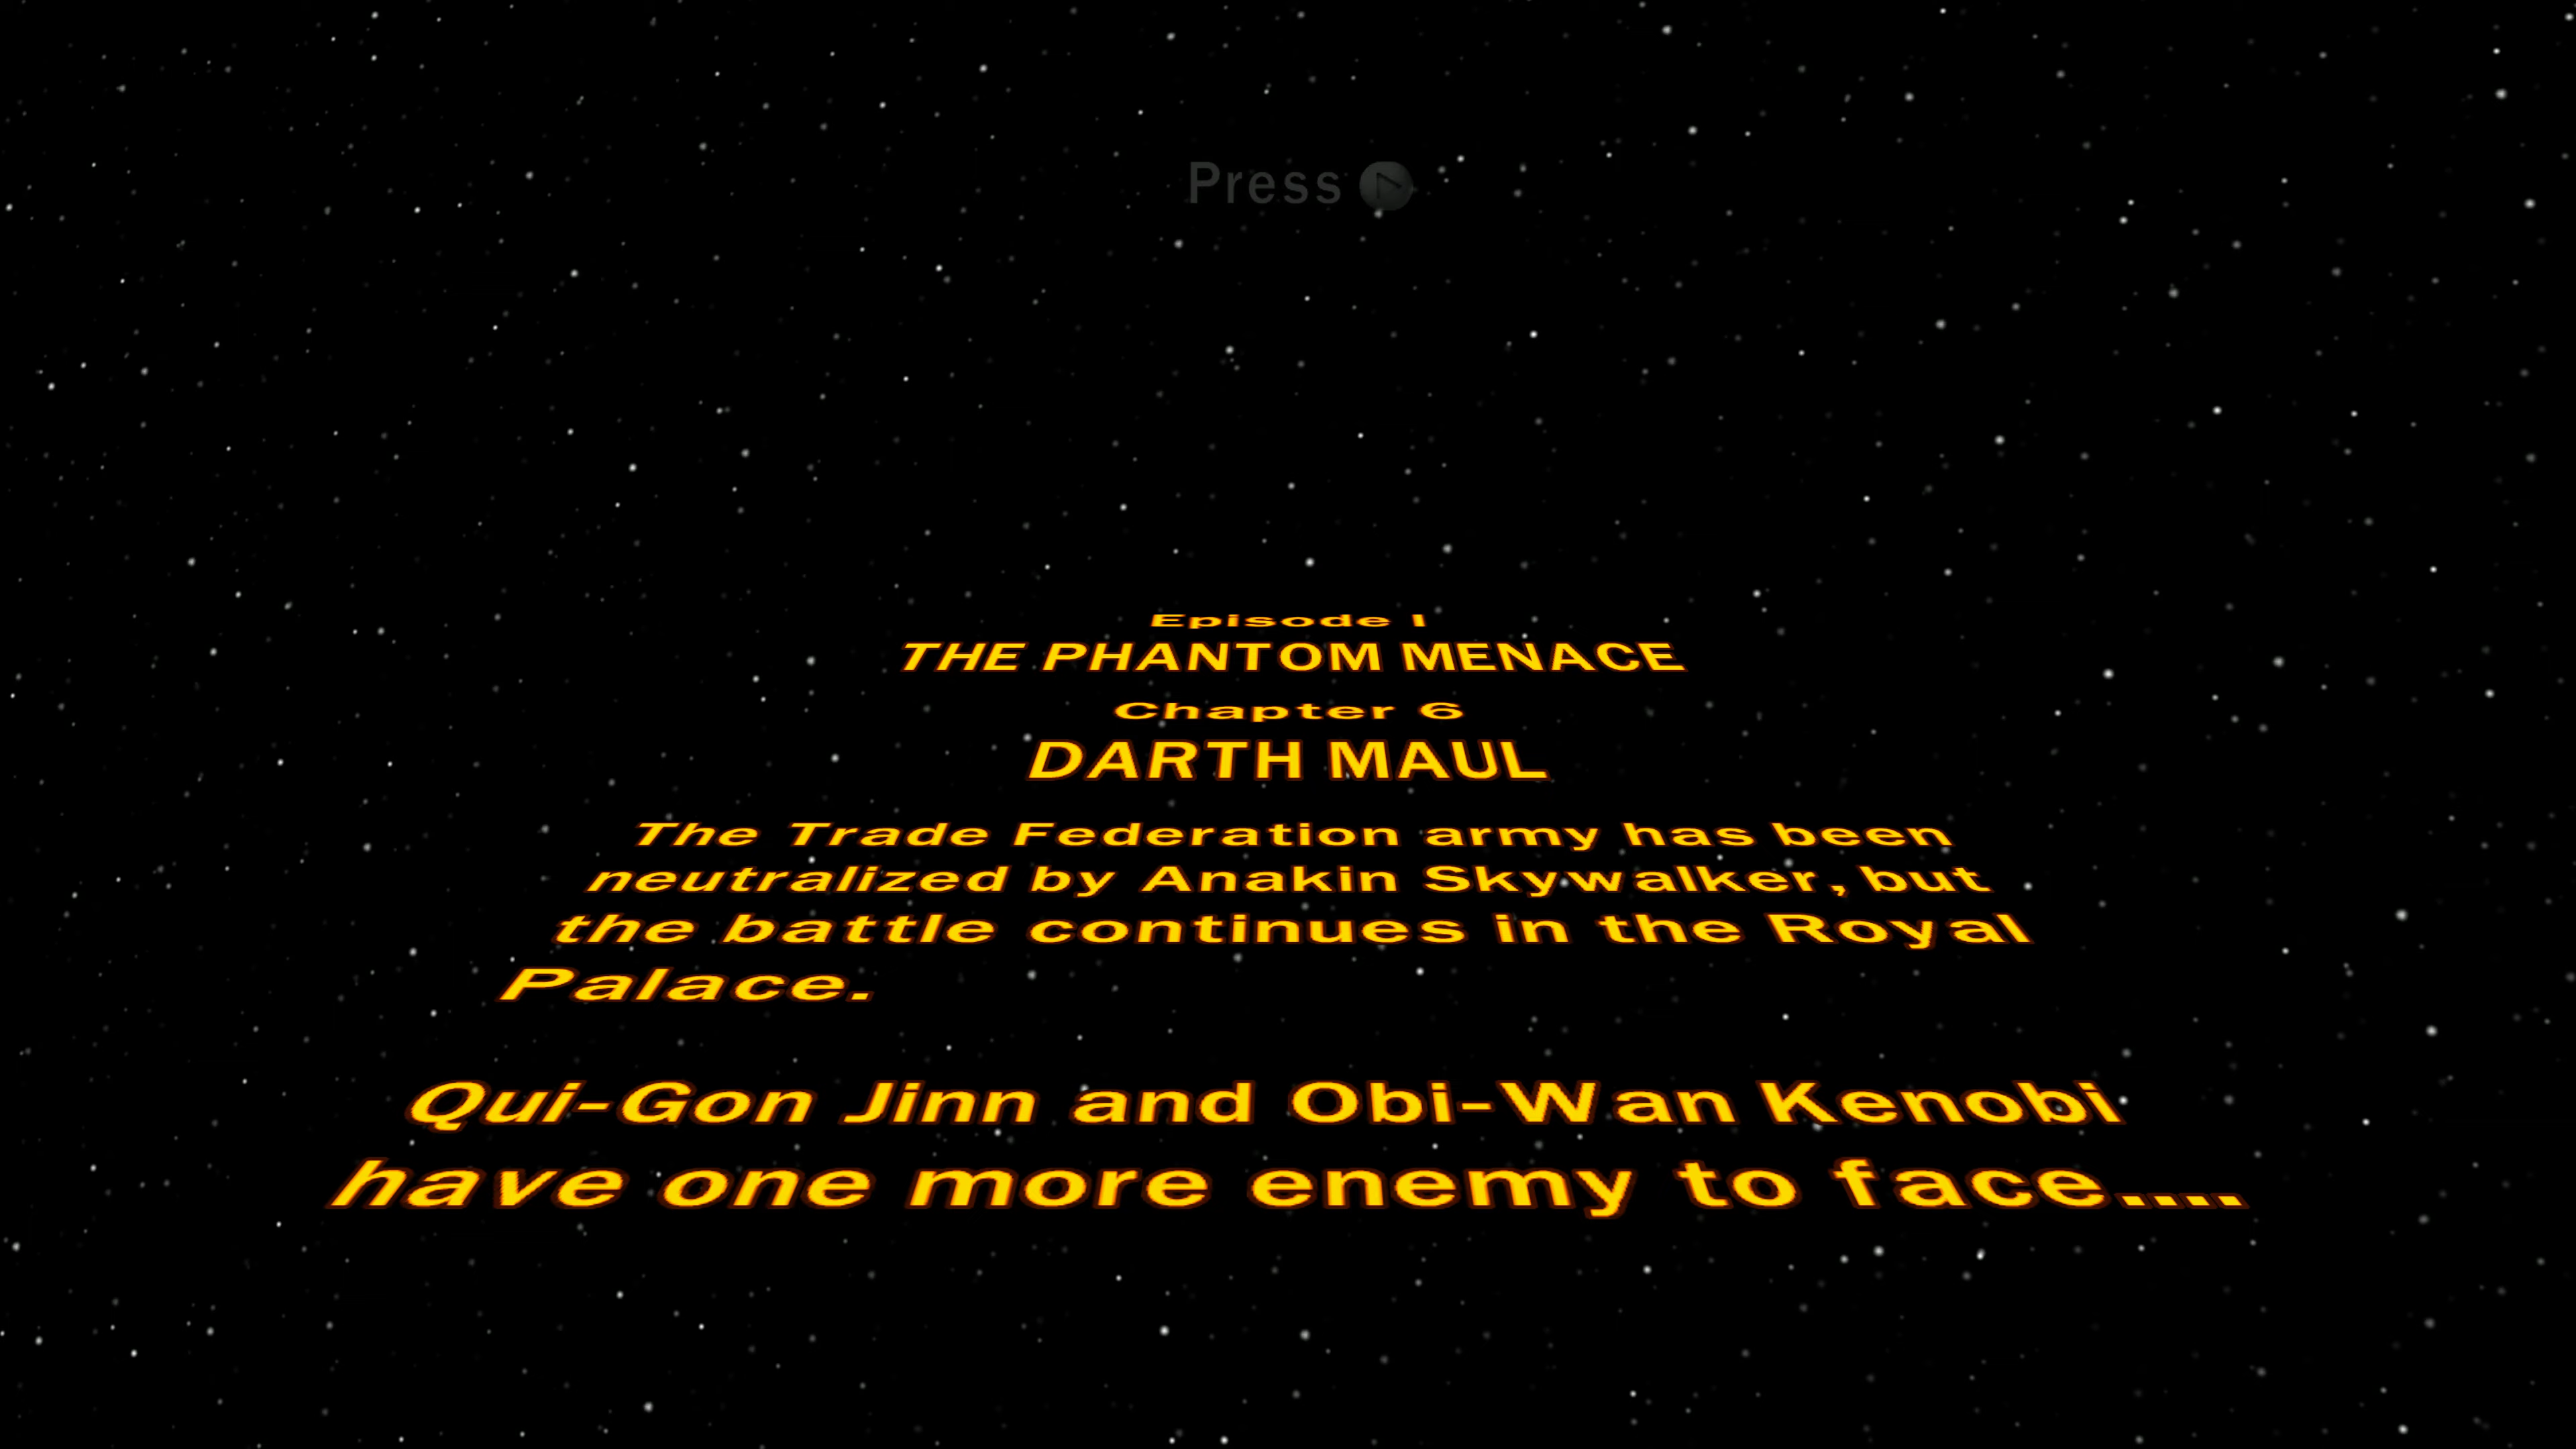 Press
Episode I
THE PHANTOM MENACE
Chapter 6
DARTH MAUL
The Trade Federation army has been
neutralized by Anakin Skywalker, but
the battle continues in the Royal
Palace.
Qui-Gon Jinn and Obi-Wan Kenobi
have one more enemy to face....